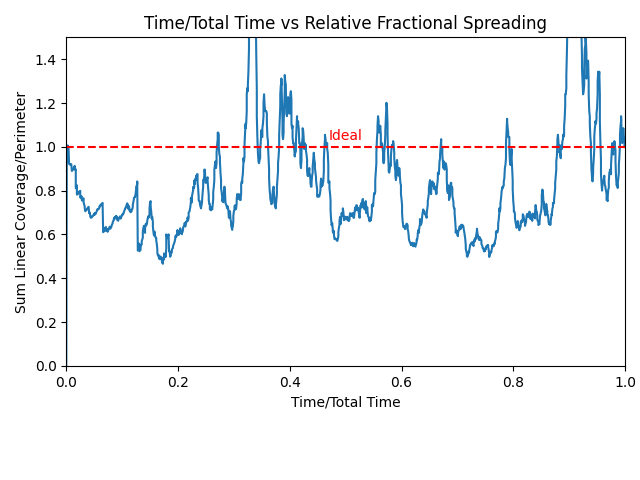 Time/Total Time vs Relative Fractional Spreading
Sum Linear Coverage/Perimeter
1.4
1.2
1.0
0.8
0.6
0.4
0.2
0.0
Ideal
0.0 0.2 0.4 0.6 0.8 1.0
Time/Total Time